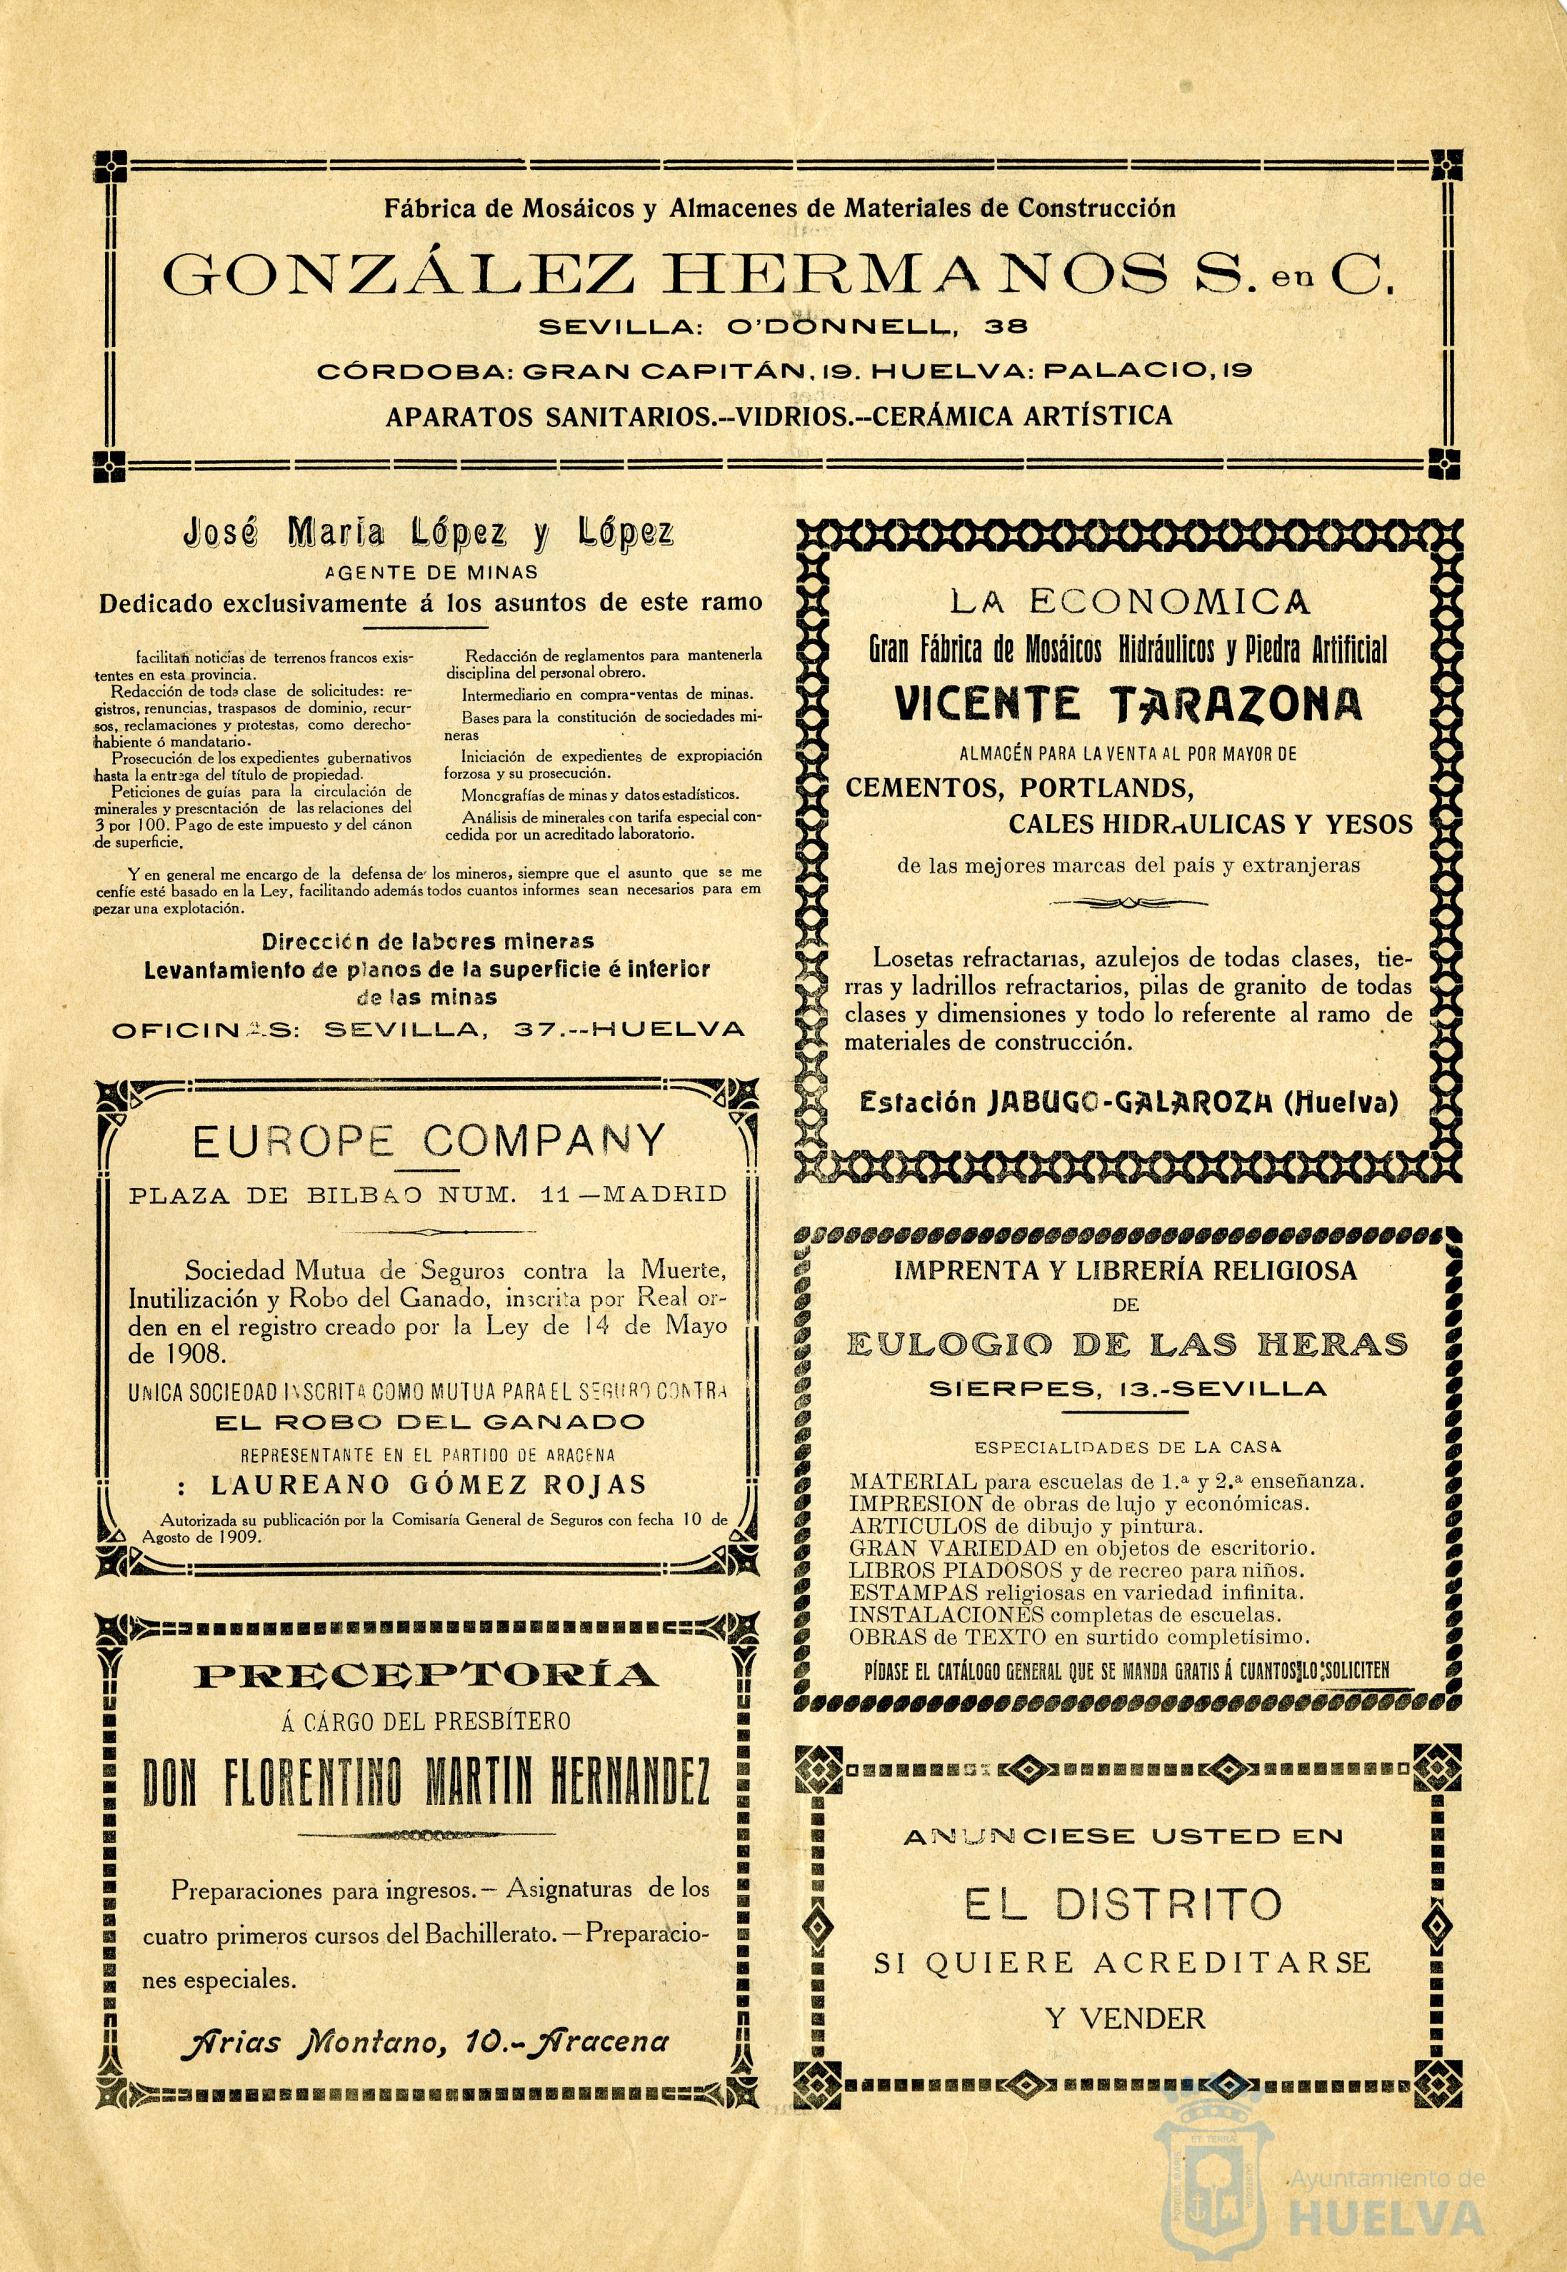 Fábrica de Mosáicos y Almacenes de Materiales de Construcción
GONZÁLEZ HERMANOS S. en C.
SEVILLA: O'DONNELL, 38
CÓRDOBA: GRAN CAPITÁN, 19. HUELVA: PALACIO, 19
APARATOS SANITARIOS.--VIDRIOS.--CERÁMICA ARTÍSTICA
José María López y López
AGENTE DE MINAS
Dedicado exclusivamente á los asuntos de este ramo
facilitan noticias de terrenos francos exis-
tentes en esta provincia.
Redacción de toda clase de solicitudes: re-
gistros, renuncias, traspasos de dominio, recur-
sos, reclamaciones y protestas, como derecho-
habiente ó mandatario.
Prosecución de los expedientes gubernativos
hasta la entrega del título de propiedad.
Peticiones de guías para la circulación de
minerales y presentación de las relaciones del
3 por 100. Pago de este impuesto y del cánon
de superficie.
Redacción de reglamentos para mantenerla
disciplina del personal obrero.
Intermediario en compra-ventas de minas.
Bases para la constitución de sociedades mi-
neras
Iniciación de expedientes de expropiación
forzosa y su prosecución.
Monografías de minas y datos estadísticos.
Análisis de minerales con tarifa especial con-
cedida por un acreditado laboratorio.
Y en general me encargo de la defensa de los mineros, siempre que el asunto que se me
cenfíe esté basado en la Ley, facilitando además todos cuantos informes sean necesarios para em
pezar una explotación.
Dirección de labores mineras
Levantamiento de planos de la superficie é interior
de las minas
OFICINAS: SEVILLA, 37.--HUELVA
EUROPE COMPANY
PLAZA DE BILBAO NUM. 11—MADRID
Sociedad Mutua de Seguros contra la Muerte,
Inutilización y Robo del Ganado, inscrita por Real or-
den en el registro creado por la Ley de 14 de Mayo
de 1908.
UNICA SOCIEDAD INSCRITA COMO MUTUA PARA EL SEGURO CONTRA
EL ROBO DEL GANADO
REPRESENTANTE EN EL PARTIDO DE ARACENA
: LAUREANO GÓMEZ ROJAS
Autorizada su publicación por la Comisaría General de Seguros con fecha 10 de
Agosto de 1909.
PRECEPTORÍA
Á CÁRGO DEL PRESBÍTERO
DON FLORENTINO MARTIN HERNANDEZ
Preparaciones para ingresos.— Asignaturas de los
cuatro primeros cursos del Bachillerato.—Preparacio-
nes especiales.
Arias Montano, 10.-Aracena
LA ECONOMICA
Gran Fábrica de Mosáicos Hidráulicos y Piedra Artificial
VICENTE TARAZONA
ALMACÉN PARA LA VENTA AL POR MAYOR DE
CEMENTOS, PORTLANDS,
CALES HIDRAULICAS Y YESOS
de las mejores marcas del país y extranjeras
Losetas refractarias, azulejos de todas clases, tie-
rras y ladrillos refractarios, pilas de granito de todas
clases y dimensiones y todo lo referente al ramo de
materiales de construcción.
Estación JABUGO-GALAROZA (Huelva)
IMPRENTA Y LIBRERÍA RELIGIOSA
DE
EULOGIO DE LAS HERAS
SIERPES, 13.-SEVILLA
ESPECIALIDADES DE LA CASA
MATERIAL para escuelas de 1.ª y 2.ª enseñanza.
IMPRESION de obras de lujo y económicas.
ARTICULOS de dibujo y pintura.
GRAN VARIEDAD en objetos de escritorio.
LIBROS PIADOSOS y de recreo para niños.
ESTAMPAS religiosas en variedad infinita.
INSTALACIONES completas de escuelas.
OBRAS de TEXTO en surtido completísimo.
PÍDASE EL CATÁLOGO GENERAL QUE SE MANDA GRATIS Á CUANTOS LO SOLICITEN
ANUNCIESE USTED EN
EL DISTRITO
SI QUIERE ACREDITARSE
Y VENDER
Ayuntamiento de
HUELVA